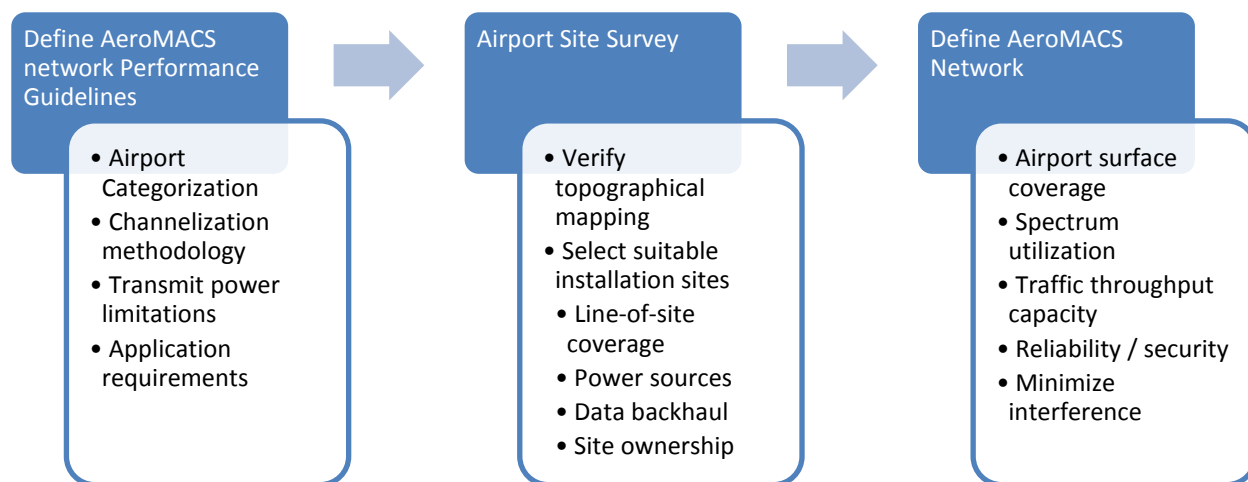 Define AeroMACS
network Performance
Guidelines
• Airport
Categorization
• Channelization
methodology
• Transmit power
limitations
• Application
requirements
Airport Site Survey
• Verify
topographical
mapping
• Select suitable
installation sites
• Line-of-site
coverage
• Power sources
• Data backhaul
• Site ownership
Define AeroMACS
Network
• Airport surface
coverage
• Spectrum
utilization
• Traffic throughput
capacity
• Reliability / security
• Minimize
interference